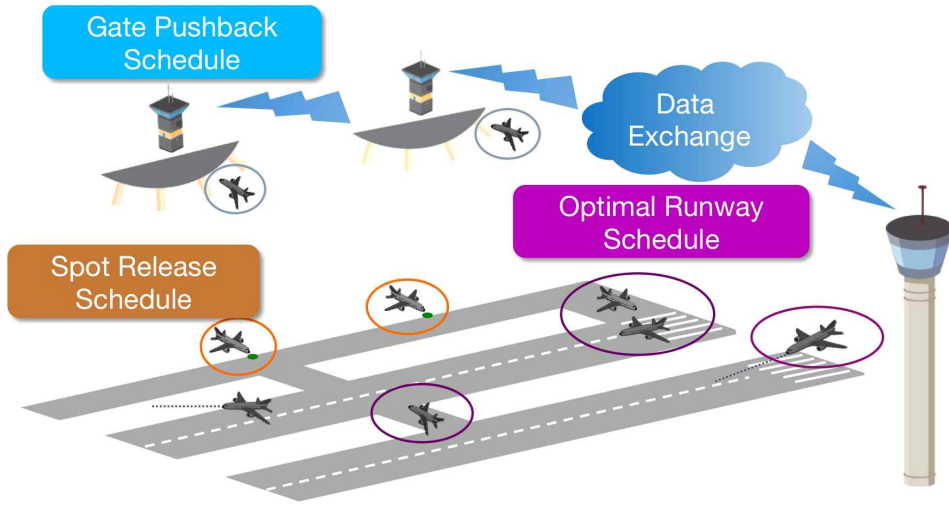 Gate Pushback
Schedule
Data
Exchange
Optimal Runway
Schedule
Spot Release
Schedule